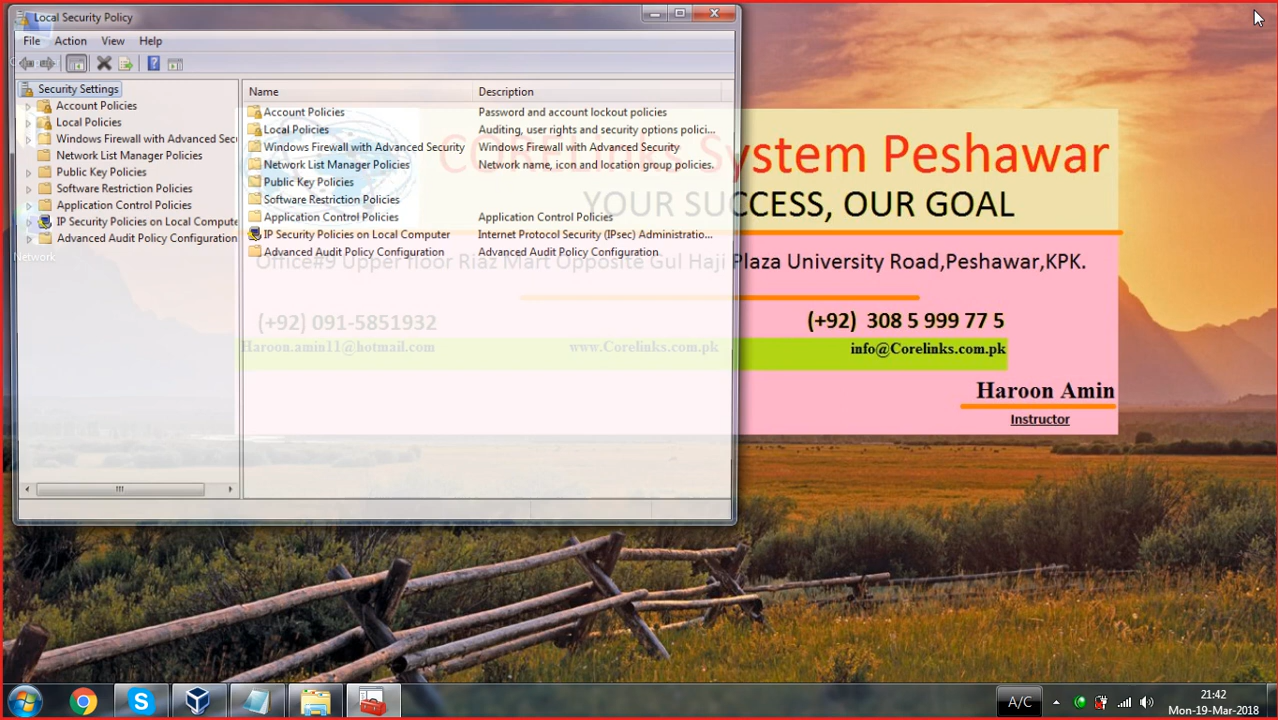 Local Security Policy
File Action View Help
Security Settings
Account Policies
Local Policies
Windows Firewall with Advanced Secu
Network List Manager Policies
Public Key Policies
Software Restriction Policies
Application Control Policies
IP Security Policies on Local Compute
Advanced Audit Policy Configuration
Name Description
Account Policies Password and account lockout policies
Local Policies Auditing, user rights and security options polici...
Windows Firewall with Advanced Security Windows Firewall with Advanced Security
Network List Manager Policies Network name, icon and location group policies.
Public Key Policies
Software Restriction Policies
Application Control Policies Application Control Policies
IP Security Policies on Local Computer Internet Protocol Security (IPsec) Administratio...
Advanced Audit Policy Configuration Advanced Audit Policy Configuration
Network
System Peshawar
YOUR SUCCESS, OUR GOAL
Office#9 Upper floor Riaz Mart Opposite Gul Haji Plaza University Road,Peshawar,KPK.
(+92) 091-5851932 (+92) 308 5 999 77 5
Haroon.amin11@hotmail.com www.Corelinks.com.pk info@Corelinks.com.pk
Haroon Amin
Instructor
A/C
21:42
Mon-19-Mar-2018